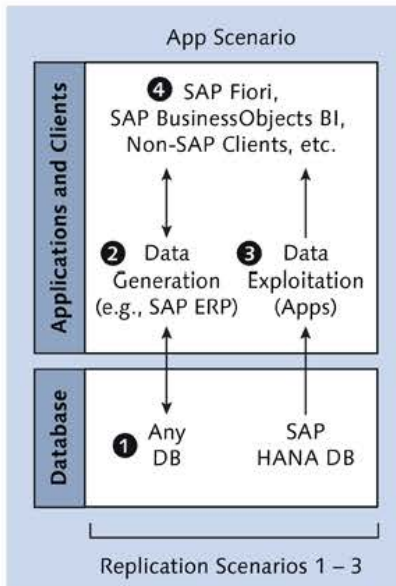 App Scenario
Applications and Clients
4 SAP Fiori,
SAP BusinessObjects BI,
Non-SAP Clients, etc.
2 Data
Generation
(e.g., SAP ERP)
3 Data
Exploitation
(Apps)
Database
1 Any
DB
SAP
HANA DB
Replication Scenarios 1 – 3